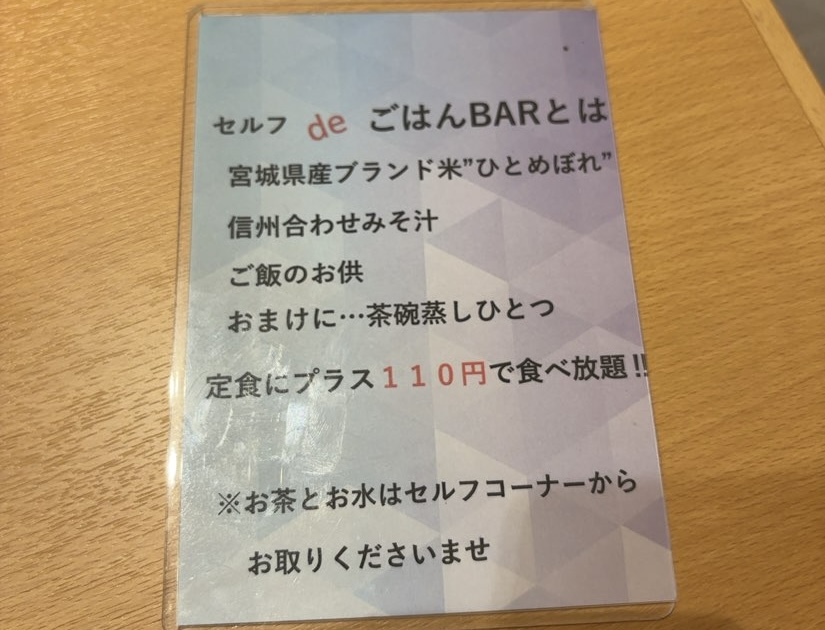 セルフ de ごはんBARとは
宮城県産ブランド米”ひとめぼれ”
信州合わせみそ汁
ご飯のお供
おまけに…茶碗蒸しひとつ
定食にプラス１１０円で食べ放題‼
※お茶とお水はセルフコーナーから
お取りくださいませ